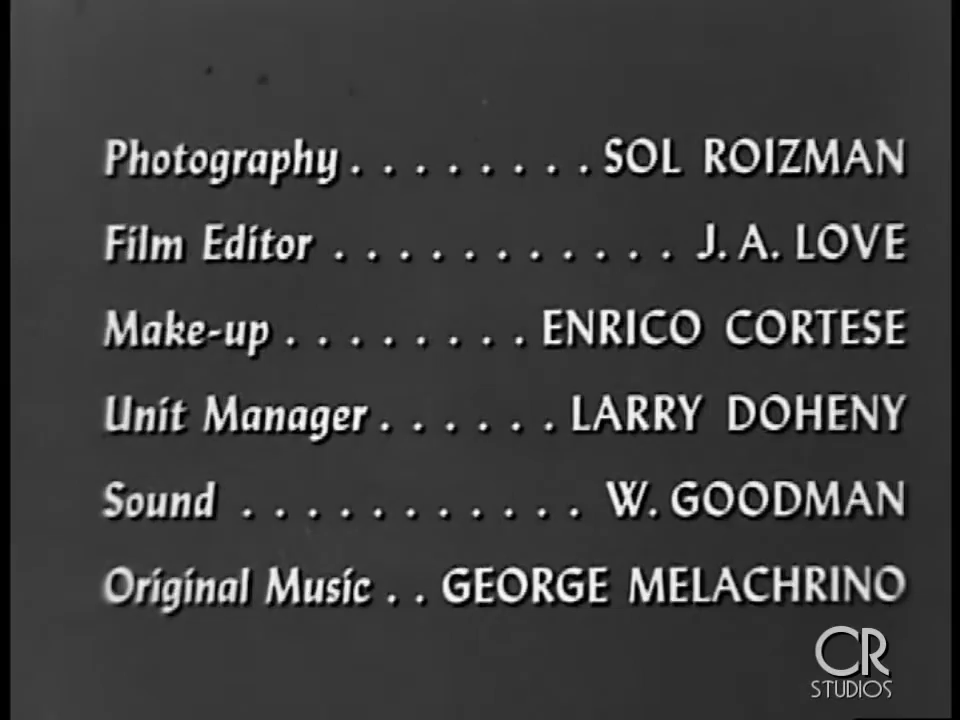 Photography........SOL ROIZMAN
Film Editor ........... J. A. LOVE
Make-up........ENRICO CORTESE
Unit Manager......LARRY DOHENY
Sound ........... W. GOODMAN
Original Music..GEORGE MELACHRINO
CR
STUDIOS